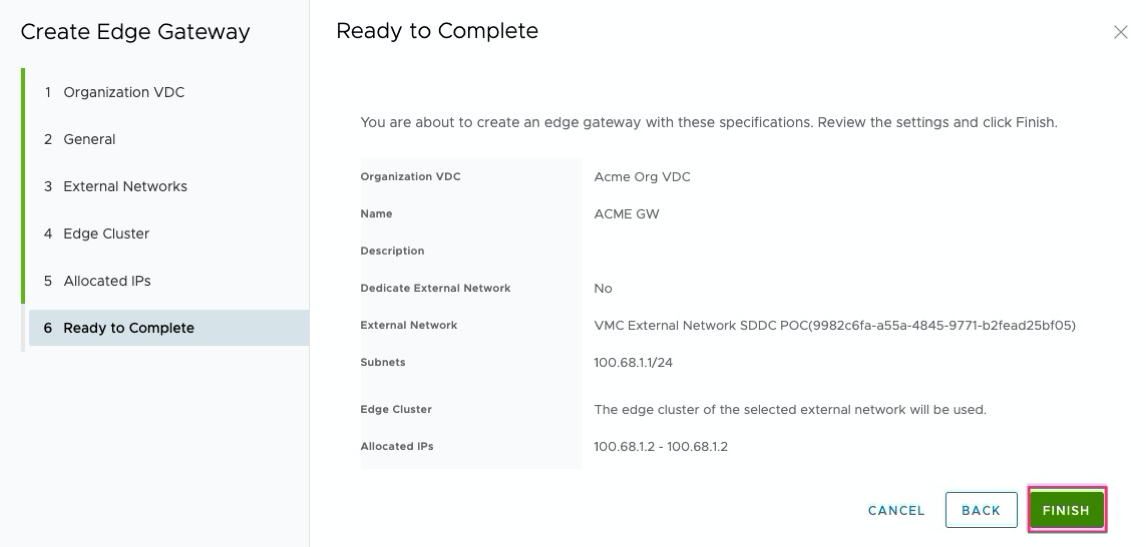 Create Edge Gateway
1 Organization VDC
2 General
3 External Networks
4 Edge Cluster
5 Allocated IPs
6 Ready to Complete
Ready to Complete
You are about to create an edge gateway with these specifications. Review the settings and click Finish.
Organization VDC Acme Org VDC
Name ACME GW
Description
Dedicate External Network No
External Network VMC External Network SDDC POC(9982c6fa-a55a-4845-9771-b2fead25bf05)
Subnets 100.68.1.1/24
Edge Cluster The edge cluster of the selected external network will be used.
Allocated IPs 100.68.1.2 - 100.68.1.2
CANCEL BACK FINISH